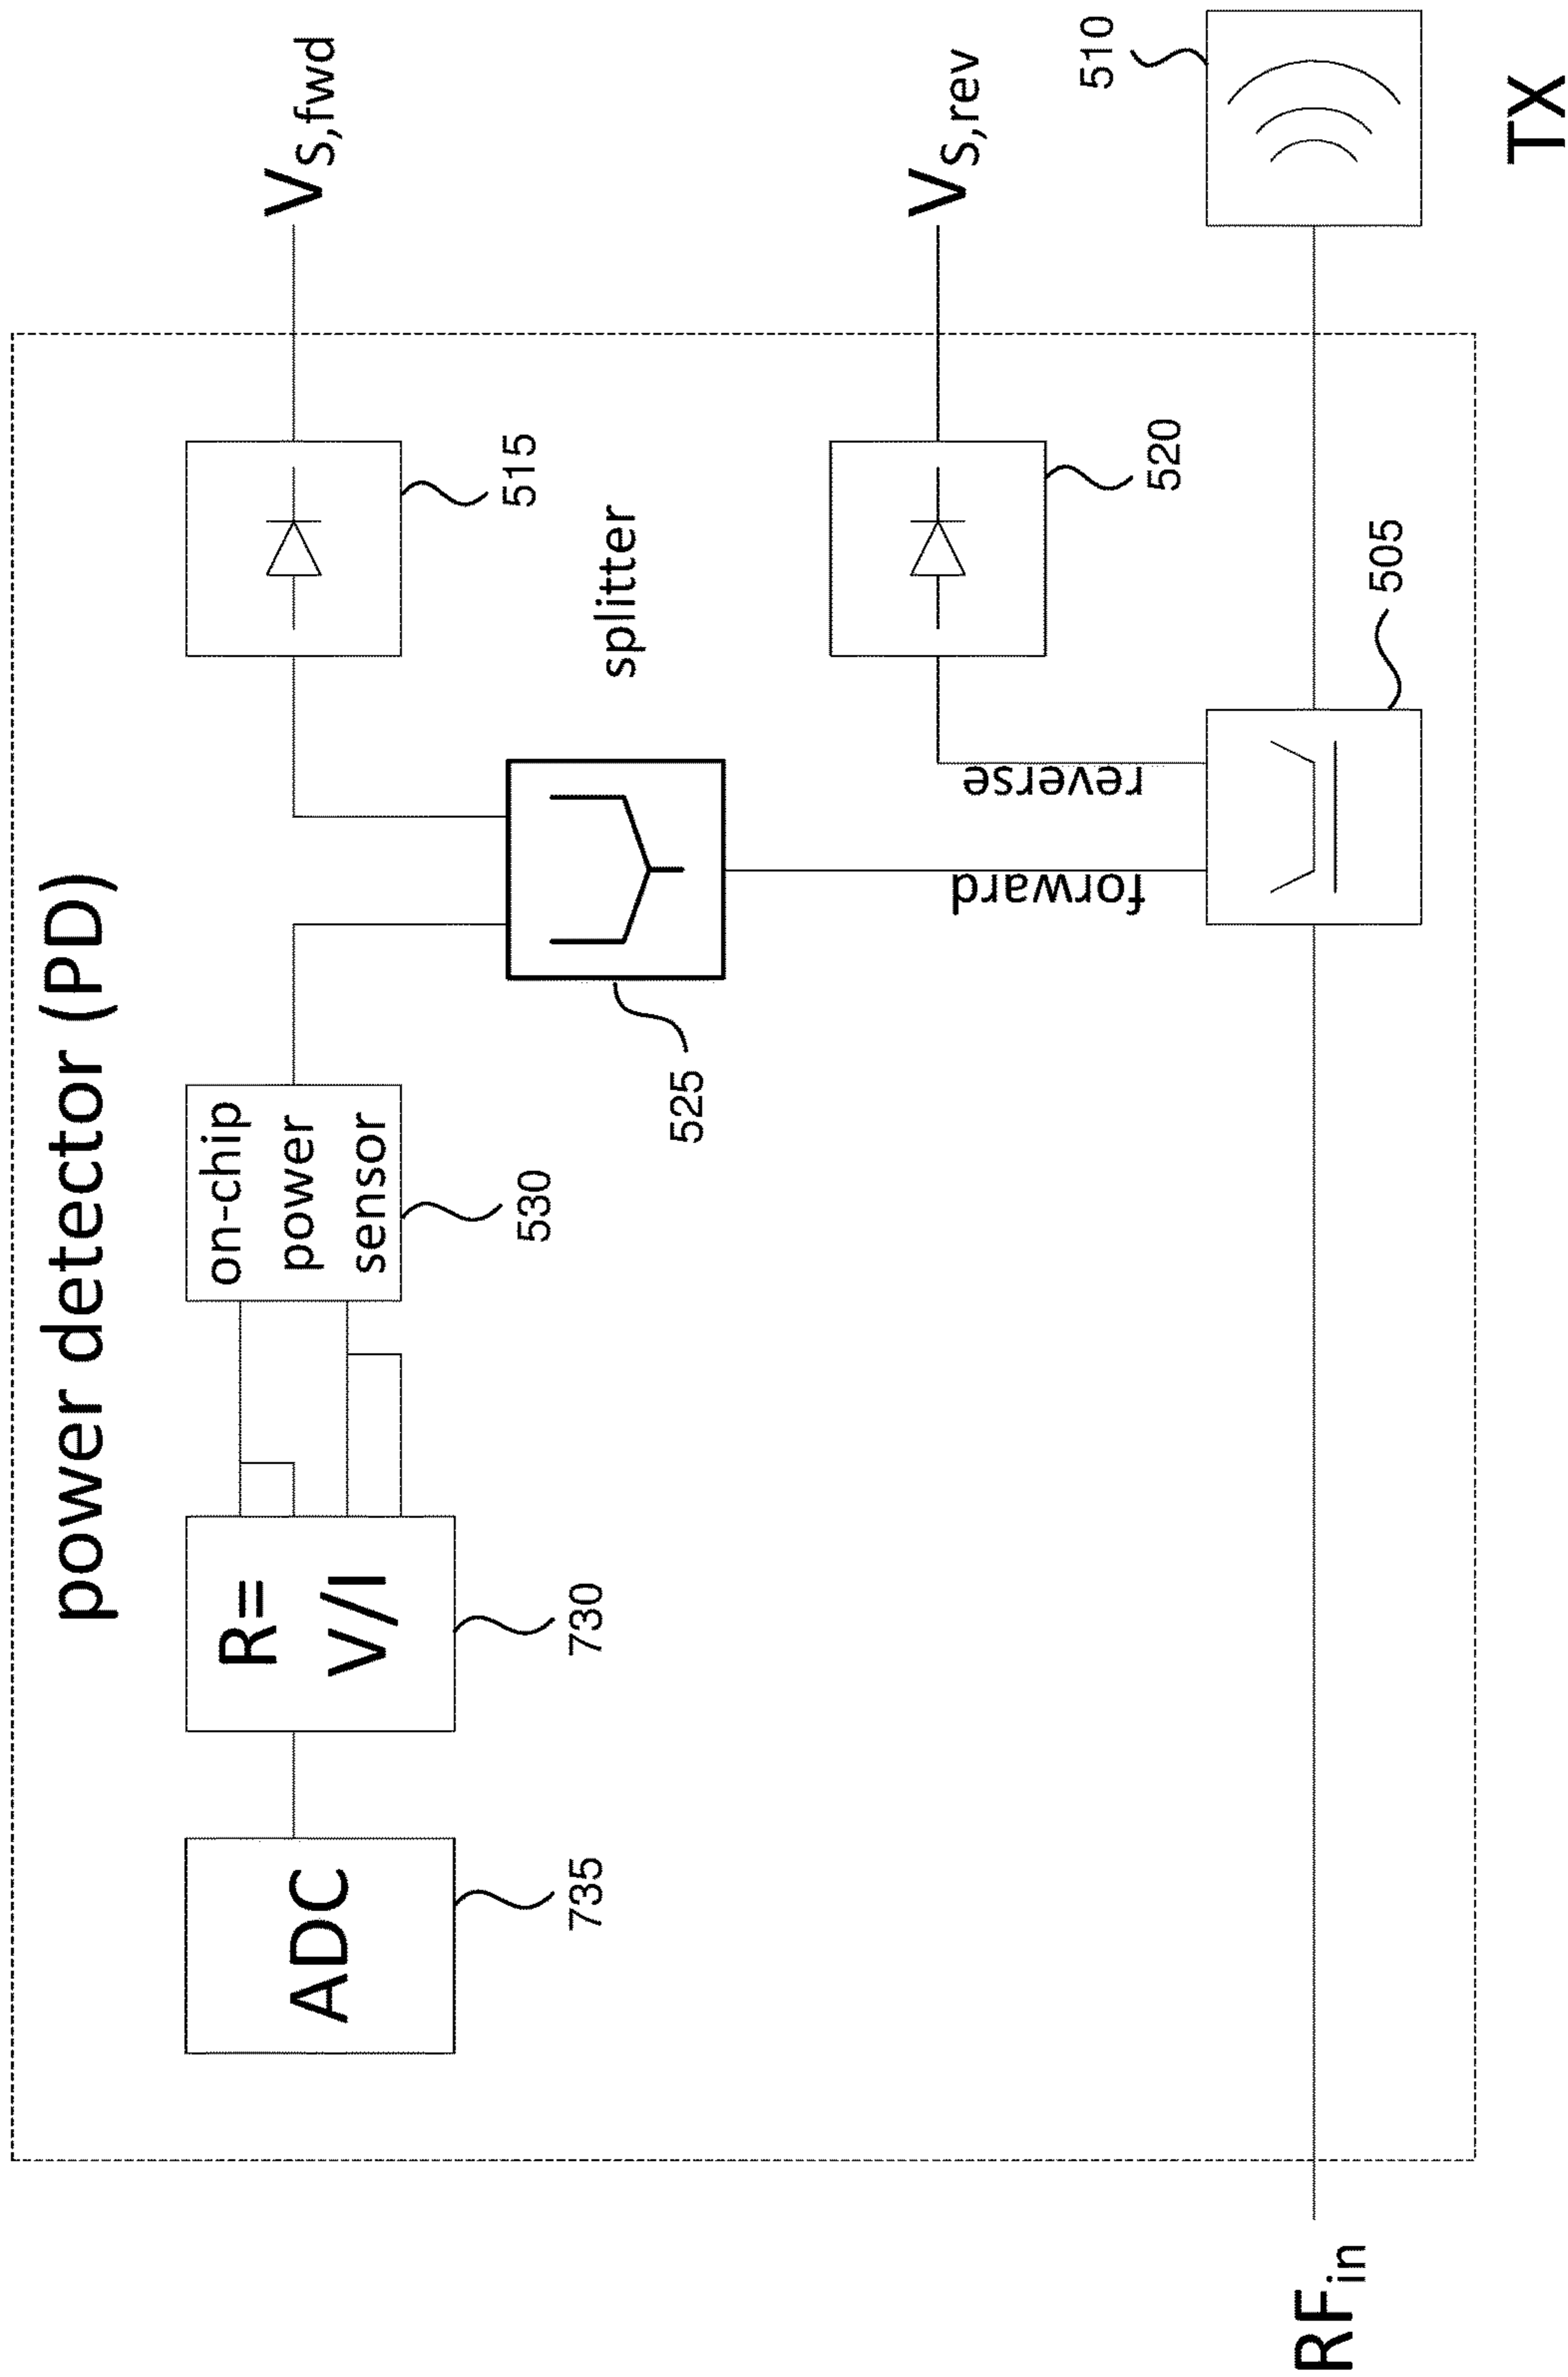 power detector (PD)
ADC
735
R=
V/I
730
on-chip
power
sensor
530
525
splitter
515
V_S,fwd
forward
reverse
520
V_S,rev
505
510
TX
RF_in